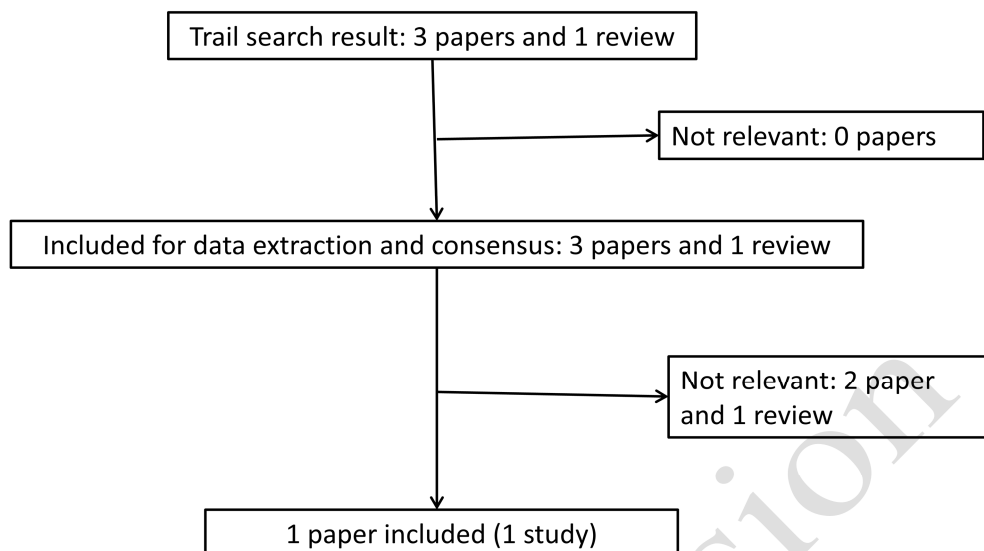 Trail search result: 3 papers and 1 review
Not relevant: 0 papers
Included for data extraction and consensus: 3 papers and 1 review
Not relevant: 2 paper
and 1 review
1 paper included (1 study)